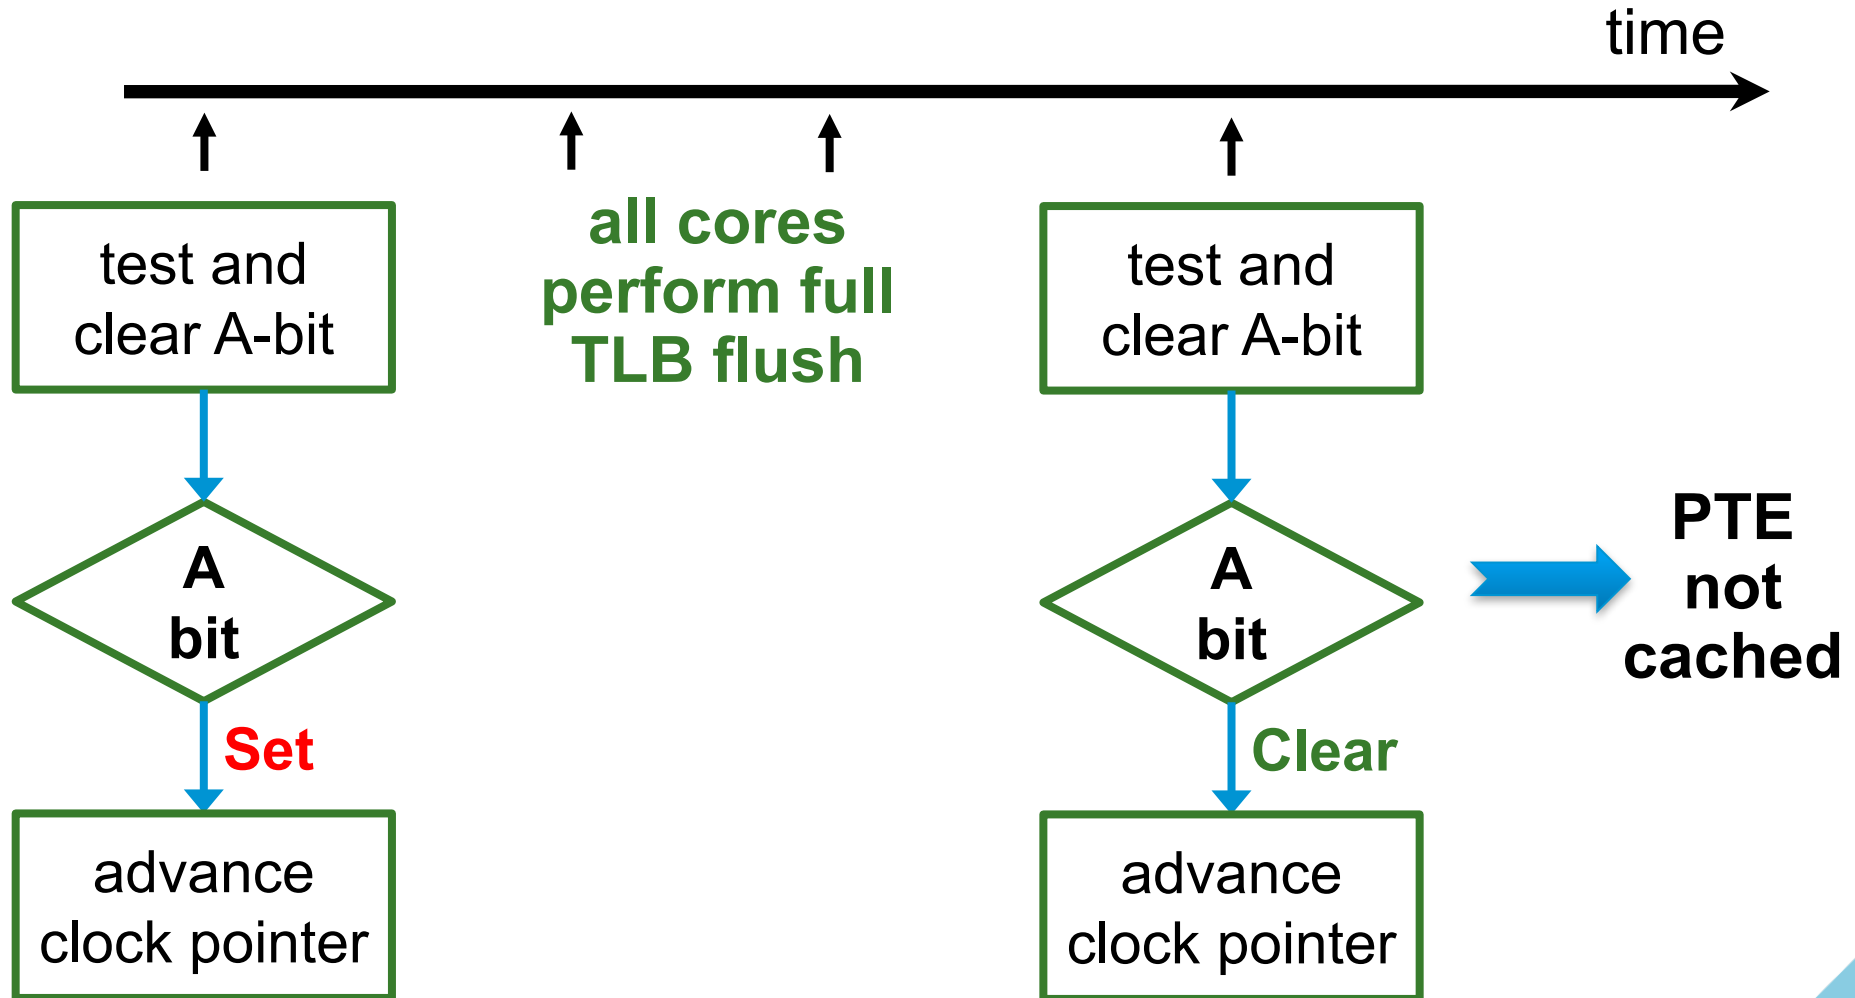 time
test and
clear A-bit
all cores
perform full
TLB flush
test and
clear A-bit
A
bit
A
bit
PTE
not
cached
Set
Clear
advance
clock pointer
advance
clock pointer